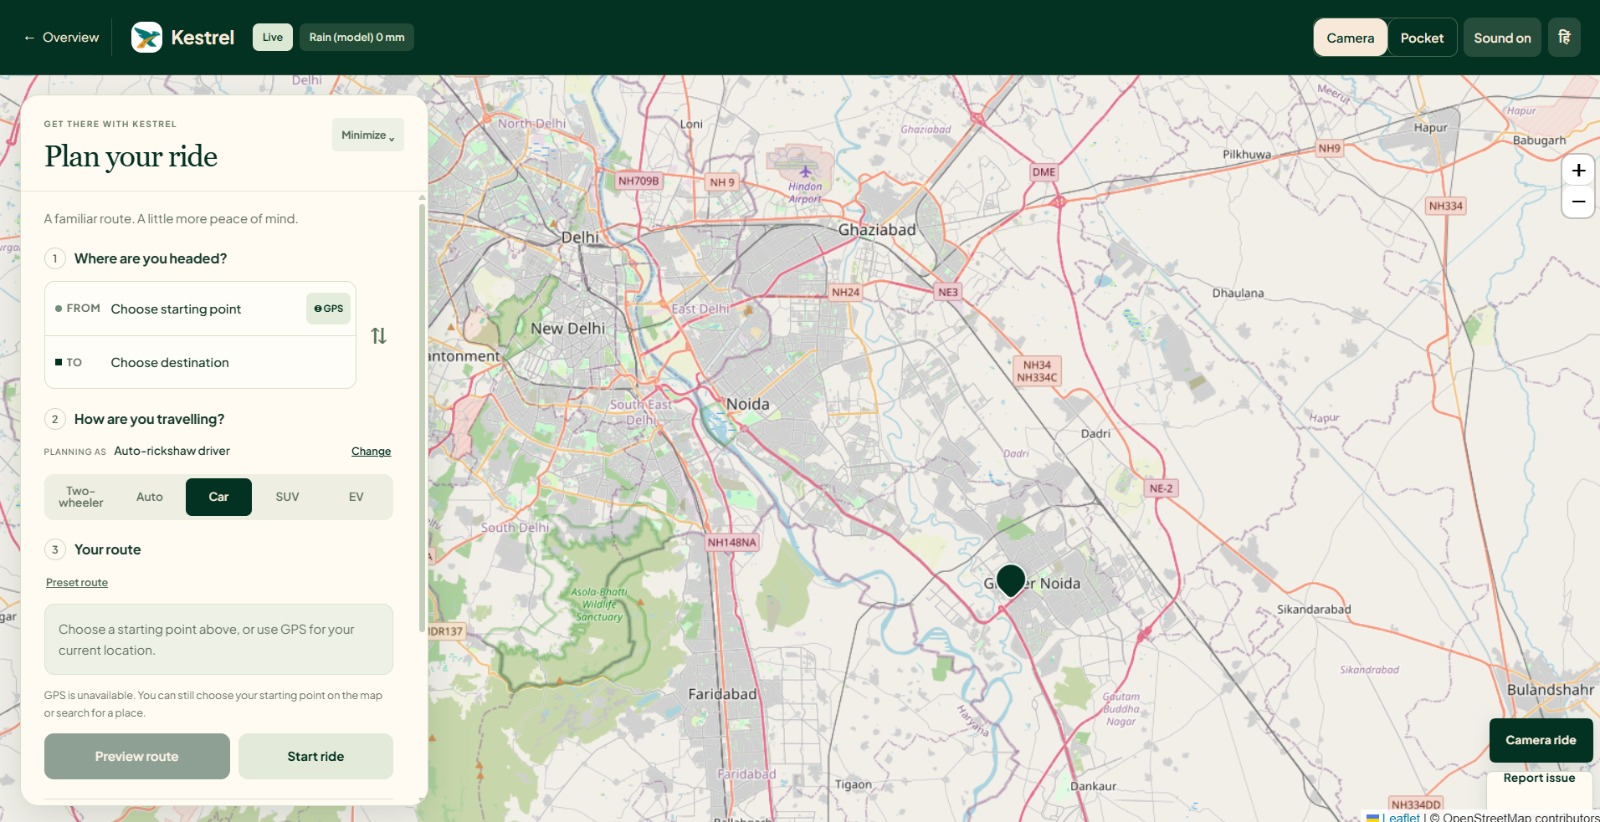 ← Overview
Kestrel
Live
Rain (model) 0 mm
Camera
Pocket
Sound on
हिं
GET THERE WITH KESTREL
Plan your ride
Minimize
A familiar route. A little more peace of mind.
1 Where are you headed?
FROM Choose starting point
GPS
TO Choose destination
2 How are you travelling?
PLANNING AS Auto-rickshaw driver
Change
Two-
wheeler
Auto
Car
SUV
EV
3 Your route
Preset route
Choose a starting point above, or use GPS for your
current location.
GPS is unavailable. You can still choose your starting point on the map
or search for a place.
Preview route
Start ride
Delhi
North Delhi
Loni
Ghaziabad
Meerut
Hapur
Hapur
Babugarh
Pilkhuwa
NH9
DME
NH709B
NH 9
Hindon
Airport
NH334
Delhi
Ghaziabad
NH24
NE3
Dhaulana
East Delhi
New Delhi
antonment
NH34
NH334C
South East
Delhi
Noida
Hapur
Dadri
Dadri
NE-2
South Delhi
NH148NA
Asola-Bhatti
Wildlife
Sanctuary
DR137
gar
Noida
Sikandarabad
Sikandrabad
Bulandshahr
Faridabad
Gautam
Buddha
Nagar
Haryana
Faridabad
Tigaon
Dankaur
NH334DD
Ballabgarh
+
−
Camera ride
Report issue
Leaflet | © OpenStreetMap contributors